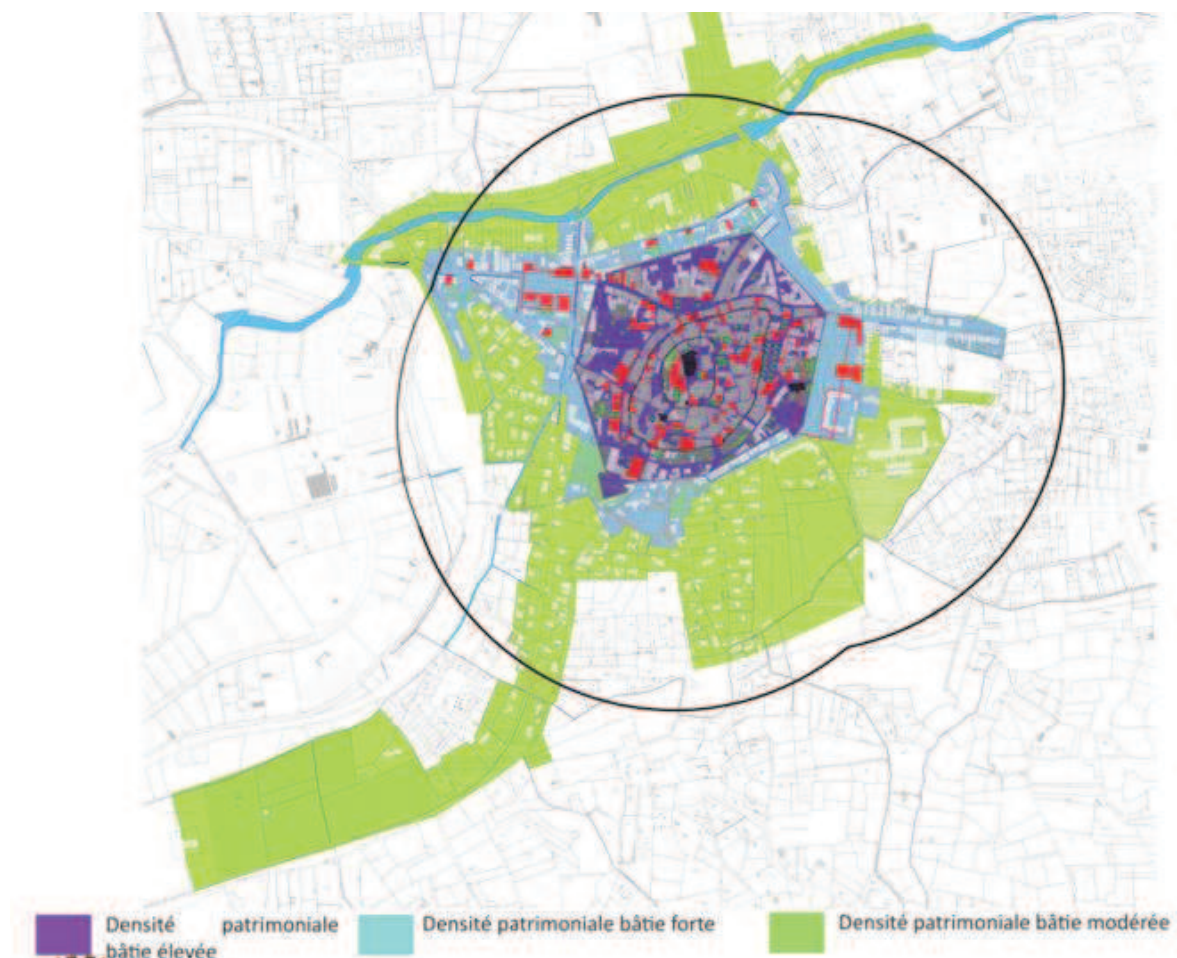 Densité patrimoniale
bâtie élevée
Densité patrimoniale bâtie forte
Densité patrimoniale bâtie modérée